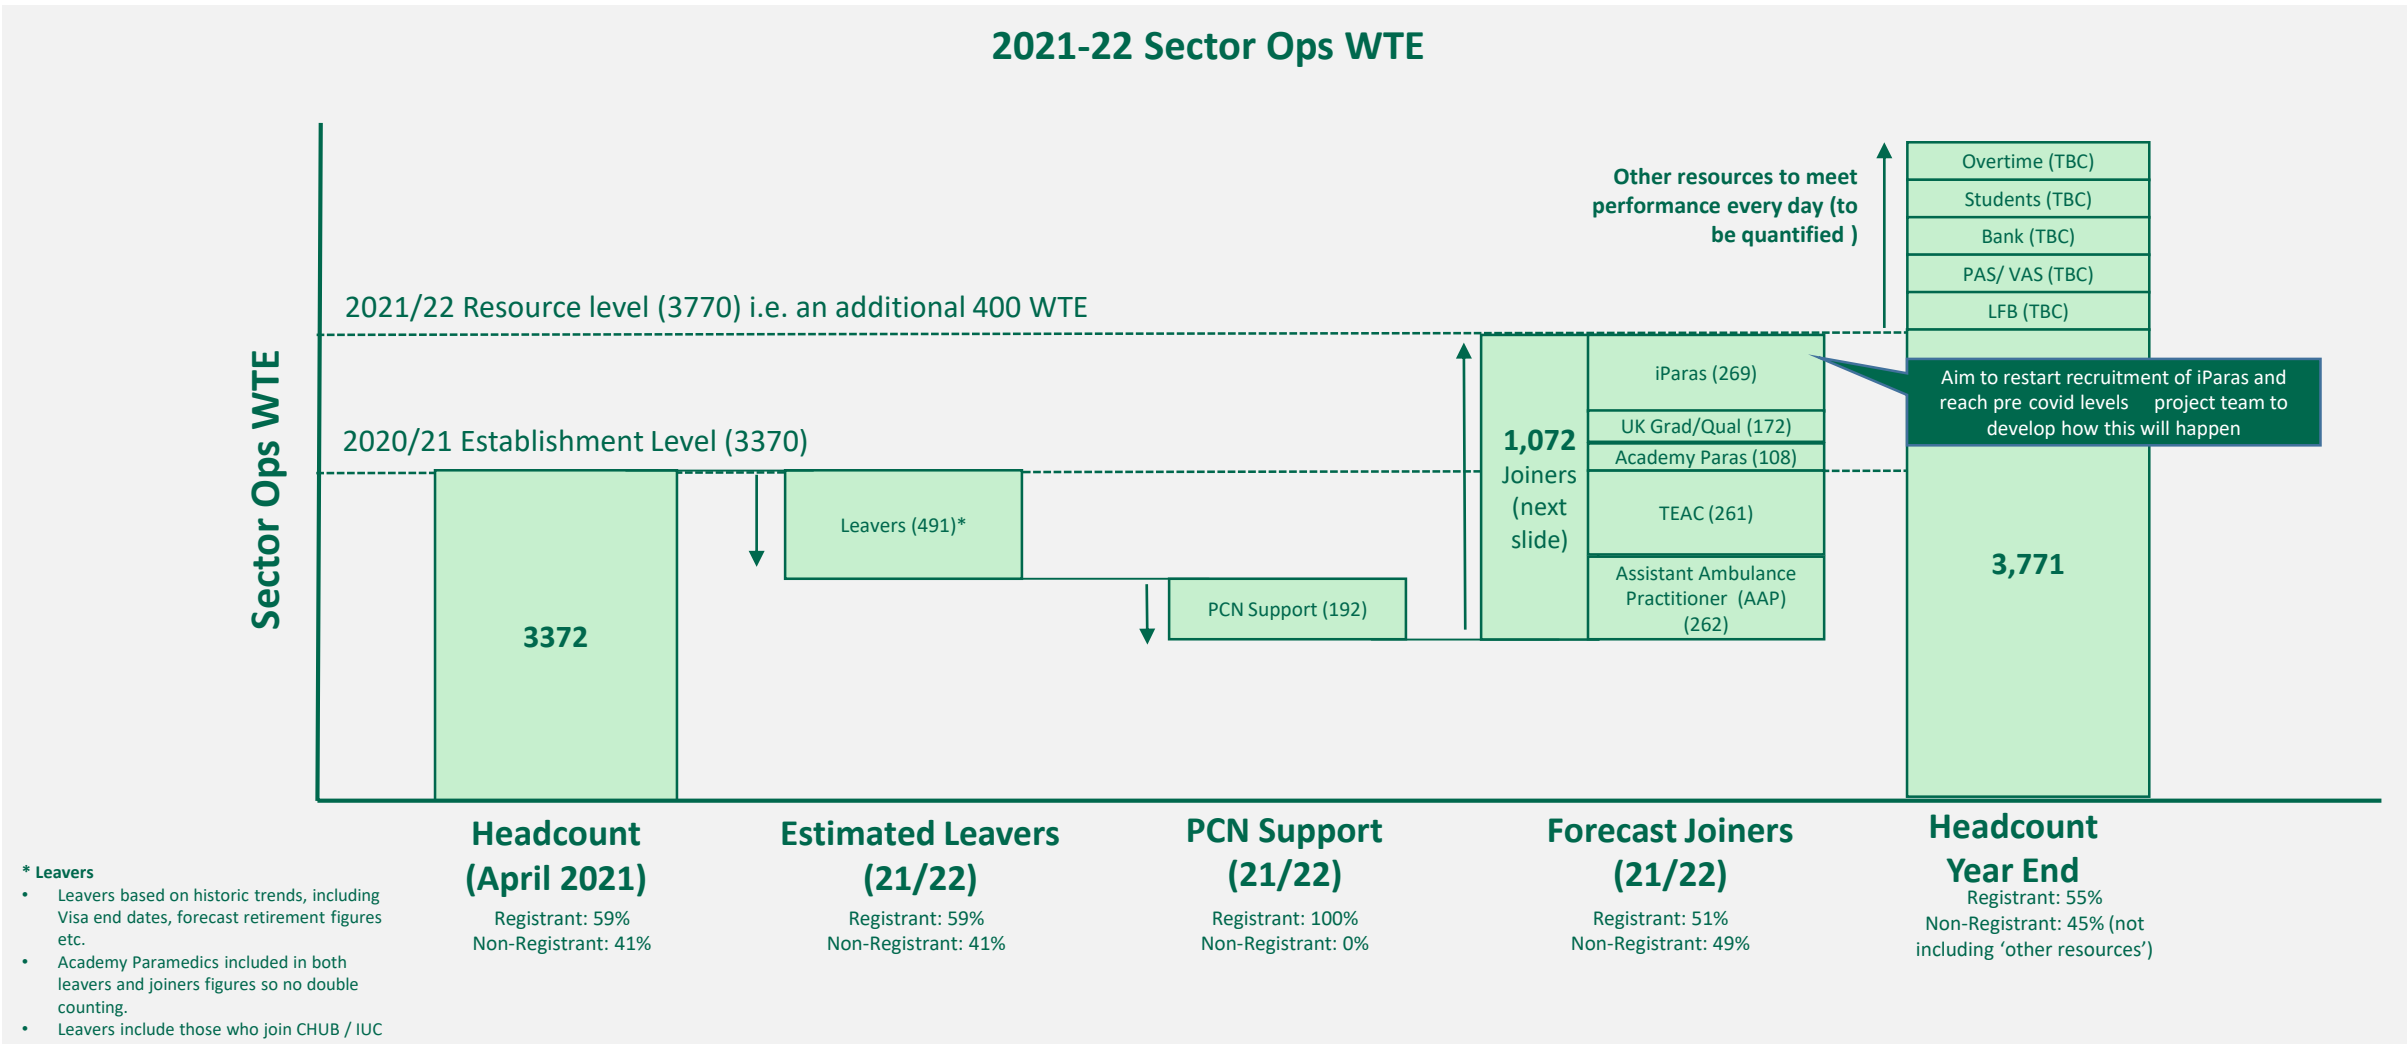 2021-22 Sector Ops WTE
Sector Ops WTE
2021/22 Resource level (3770) i.e. an additional 400 WTE
2020/21 Establishment Level (3370)
3372
Leavers (491)*
PCN Support (192)
1,072
Joiners
(next
slide)
iParas (269)
UK Grad/Qual (172)
Academy Paras (108)
TEAC (261)
Assistant Ambulance
Practitioner (AAP)
(262)
Other resources to meet
performance every day (to
be quantified )
Overtime (TBC)
Students (TBC)
Bank (TBC)
PAS/ VAS (TBC)
LFB (TBC)
Aim to restart recruitment of iParas and
reach pre covid levels project team to
develop how this will happen
3,771
Headcount
(April 2021)
Registrant: 59%
Non-Registrant: 41%
Estimated Leavers
(21/22)
Registrant: 59%
Non-Registrant: 41%
PCN Support
(21/22)
Registrant: 100%
Non-Registrant: 0%
Forecast Joiners
(21/22)
Registrant: 51%
Non-Registrant: 49%
Headcount
Year End
Registrant: 55%
Non-Registrant: 45% (not
including ‘other resources’)
* Leavers
• Leavers based on historic trends, including
Visa end dates, forecast retirement figures
etc.
• Academy Paramedics included in both
leavers and joiners figures so no double
counting.
• Leavers include those who join CHUB / IUC